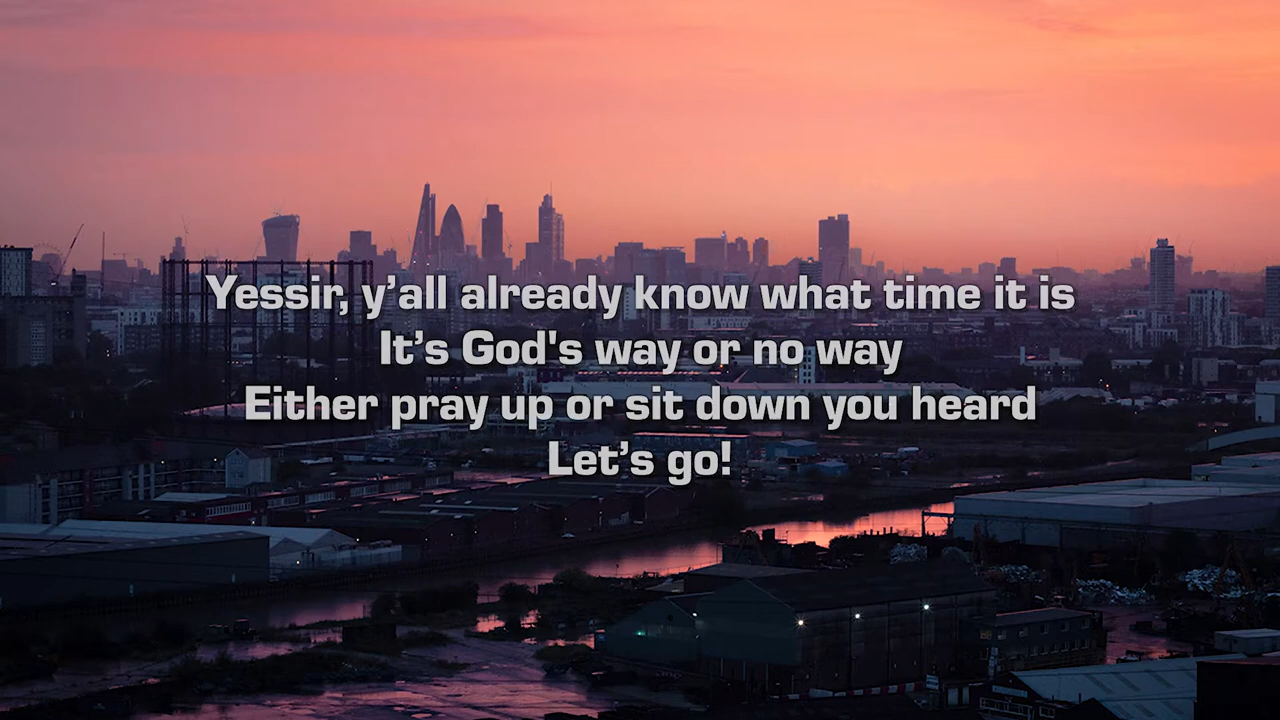 Yessir, y’all already know what time it is
It’s God's way or no way
Either pray up or sit down you heard
Let’s go!